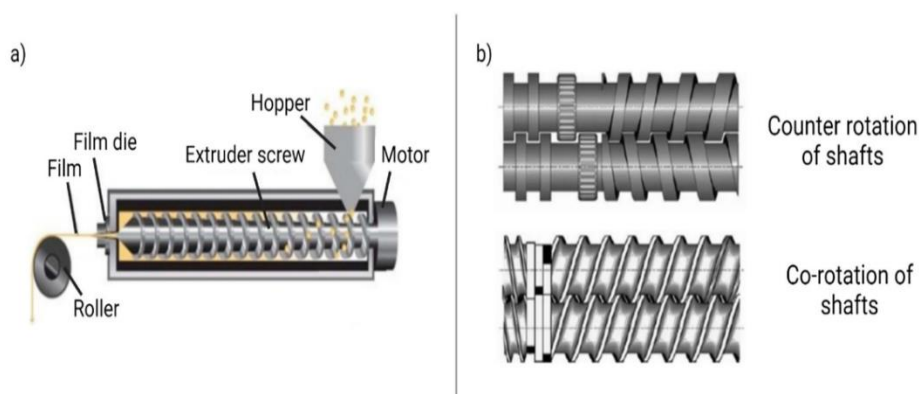 a)
Hopper
Film die
Film
Extruder screw
Motor
Roller
b)
Counter rotation
of shafts
Co-rotation of
shafts